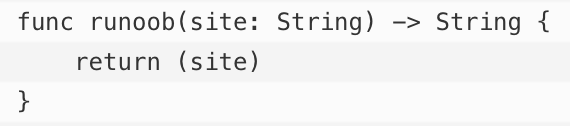 func runoob(site: String) -> String {
    return (site)
}